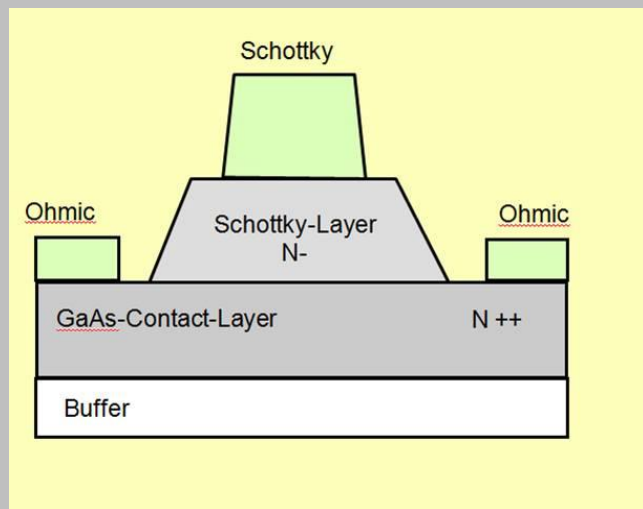 Schottky
Ohmic
Ohmic
Schottky-Layer
N-
GaAs-Contact-Layer
N ++
Buffer